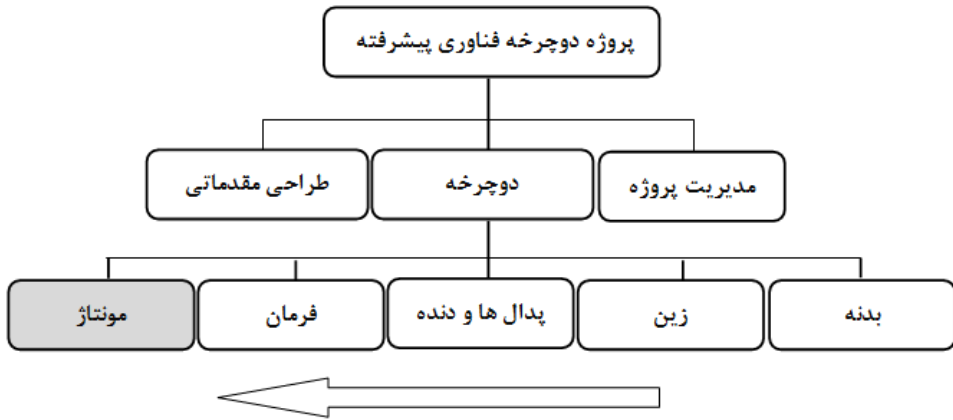 پروژه دوچرخه فناوری پیشرفته
مدیریت پروژه
دوچرخه
طراحی مقدماتی
بدنه
زین
پدال ها و دنده
فرمان
مونتاژ